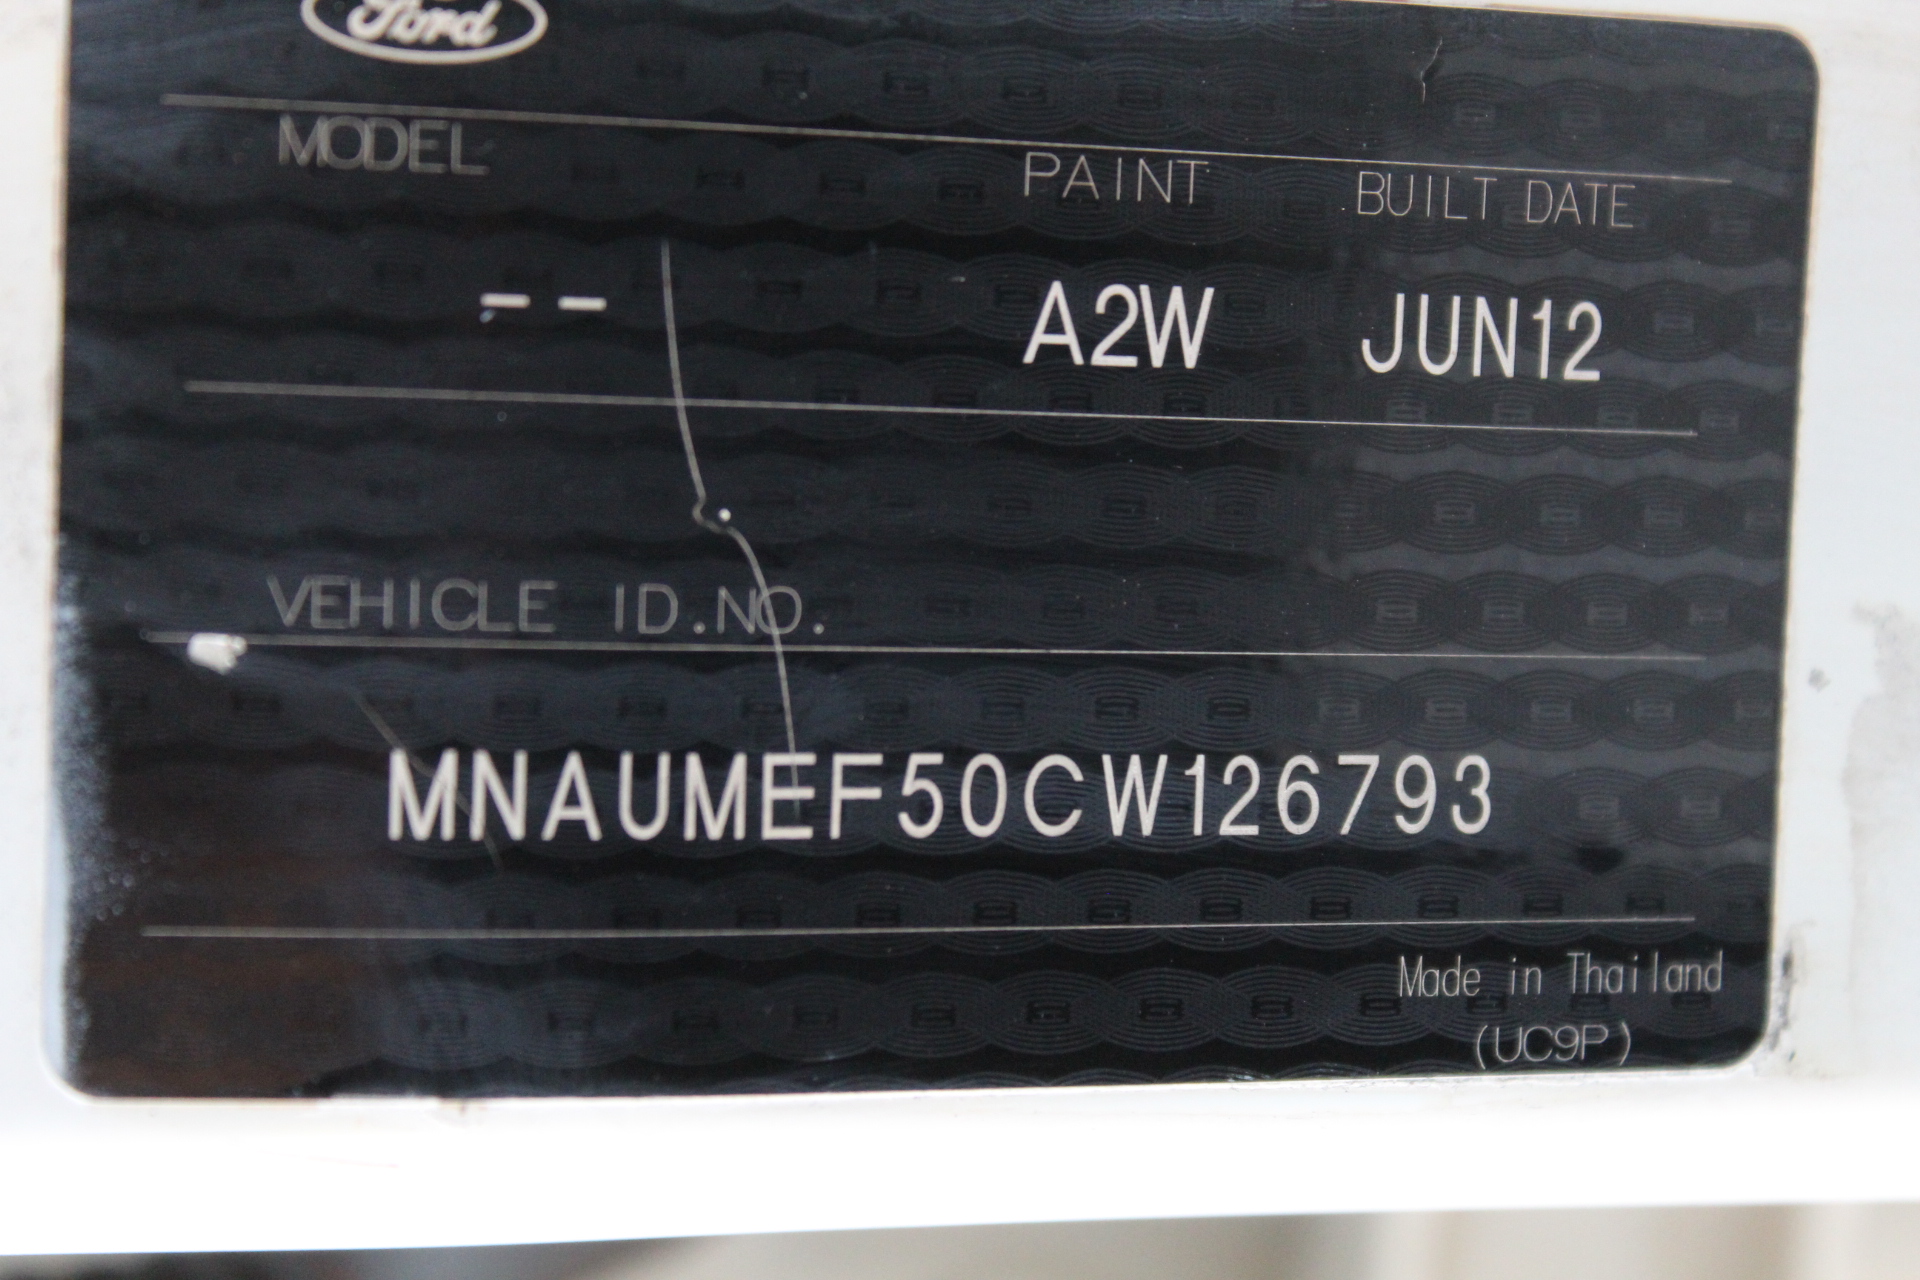 Ford
MODEL PAINT BUILT DATE
-- A2W JUN12
VEHICLE ID.NO.
MNAUMEF50CW126793
Made in Thailand
(UC9P)